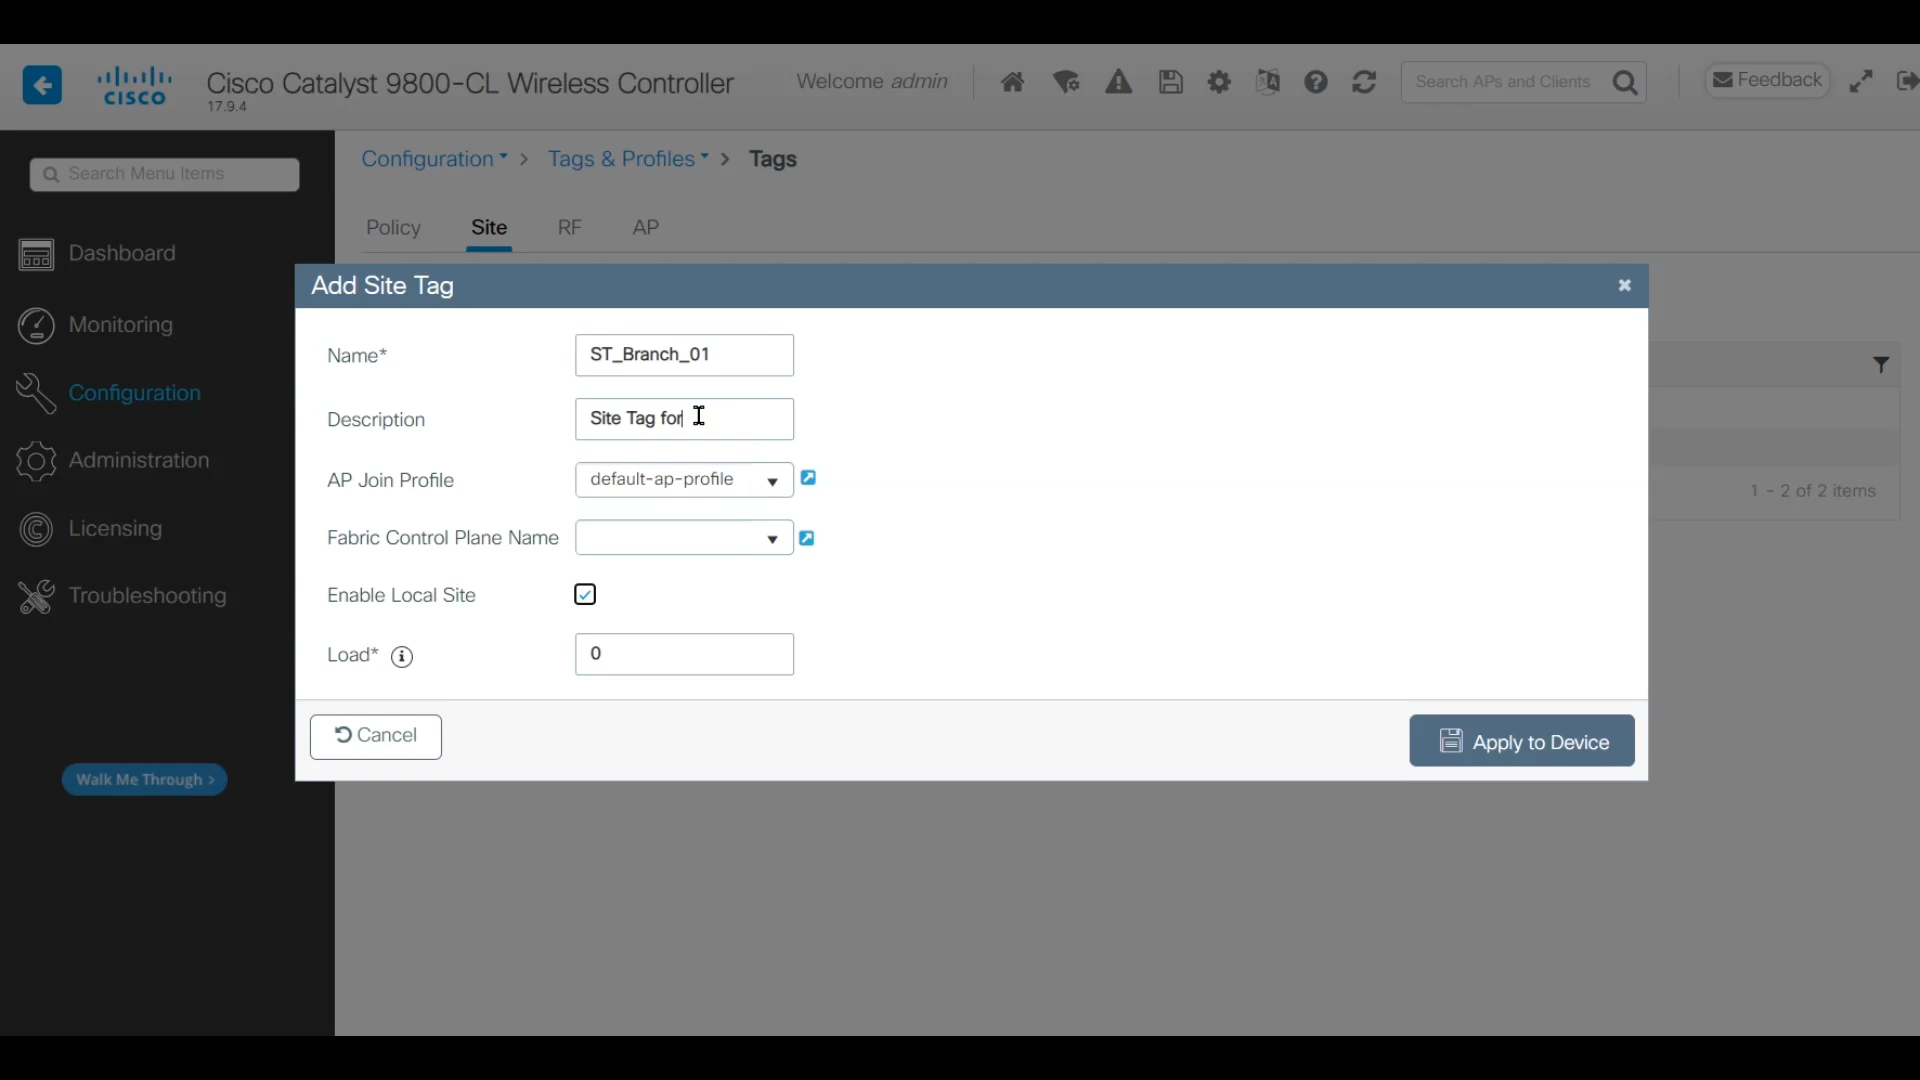 CISCO
Cisco Catalyst 9800-CL Wireless Controller
17.9.4
Welcome admin
Search APs and Clients
Feedback
Search Menu Items
Dashboard
Monitoring
Configuration
Administration
Licensing
Troubleshooting
Walk Me Through >
Configuration > Tags & Profiles > Tags
Policy Site RF AP
Add Site Tag
Name* ST_Branch_01
Description Site Tag for
AP Join Profile default-ap-profile
Fabric Control Plane Name
Enable Local Site
Load* 0
Cancel
Apply to Device
1 - 2 of 2 items